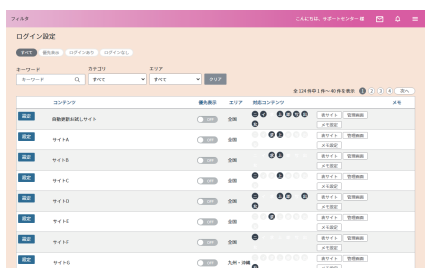 フィルタ
こんにちは、サポートセンター 様
ログイン設定
すべて 優先表示 ログインあり ログインなし
キーワード カテゴリ エリア
キーワード すべて すべて クリア
全 124 件中 1 件〜 40 件を表示 1 2 3 4 次へ
コンテンツ 優先表示 エリア 対応コンテンツ メモ
設定 自動更新お試しサイト OFF 全国 表サイト 管理画面
メモ設定
設定 サイトA OFF 全国 表サイト 管理画面
メモ設定
設定 サイトB OFF 全国 表サイト 管理画面
メモ設定
設定 サイトC OFF 全国 表サイト 管理画面
メモ設定
設定 サイトD OFF 全国 表サイト 管理画面
メモ設定
設定 サイトE OFF 全国 表サイト 管理画面
メモ設定
設定 サイトF OFF 全国 表サイト 管理画面
メモ設定
設定 サイトG OFF 九州・沖縄 表サイト 管理画面
メモ設定